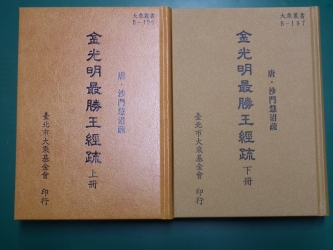 大乘叢書
金光明最勝王經疏
上冊
唐·沙門慧沼疏
臺北市大乘基金會
印行
大乘叢書
B-187
金光明最勝王經疏
下冊
唐·沙門慧沼疏
臺北市大乘基金會
印行